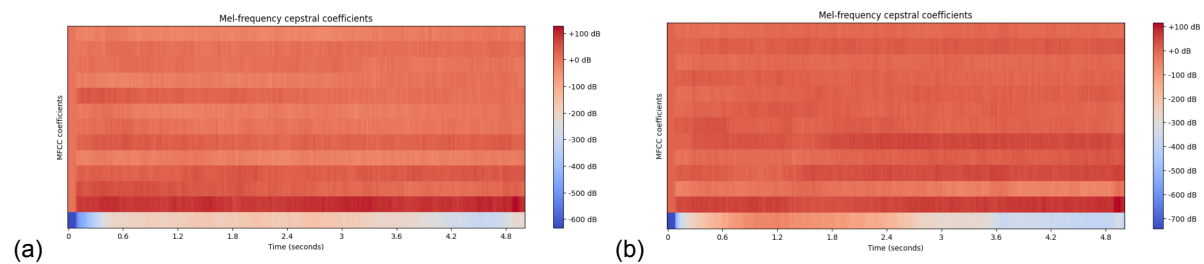 Mel-frequency cepstral coefficients
MFCC coefficients
+100 dB
+0 dB
-100 dB
-200 dB
-300 dB
-400 dB
-500 dB
-600 dB
0 0.6 1.2 1.8 2.4 3 3.6 4.2 4.8
Time (seconds)
(a)
Mel-frequency cepstral coefficients
MFCC coefficients
+100 dB
+0 dB
-100 dB
-200 dB
-300 dB
-400 dB
-500 dB
-600 dB
-700 dB
0 0.6 1.2 1.8 2.4 3 3.6 4.2 4.8
Time (seconds)
(b)